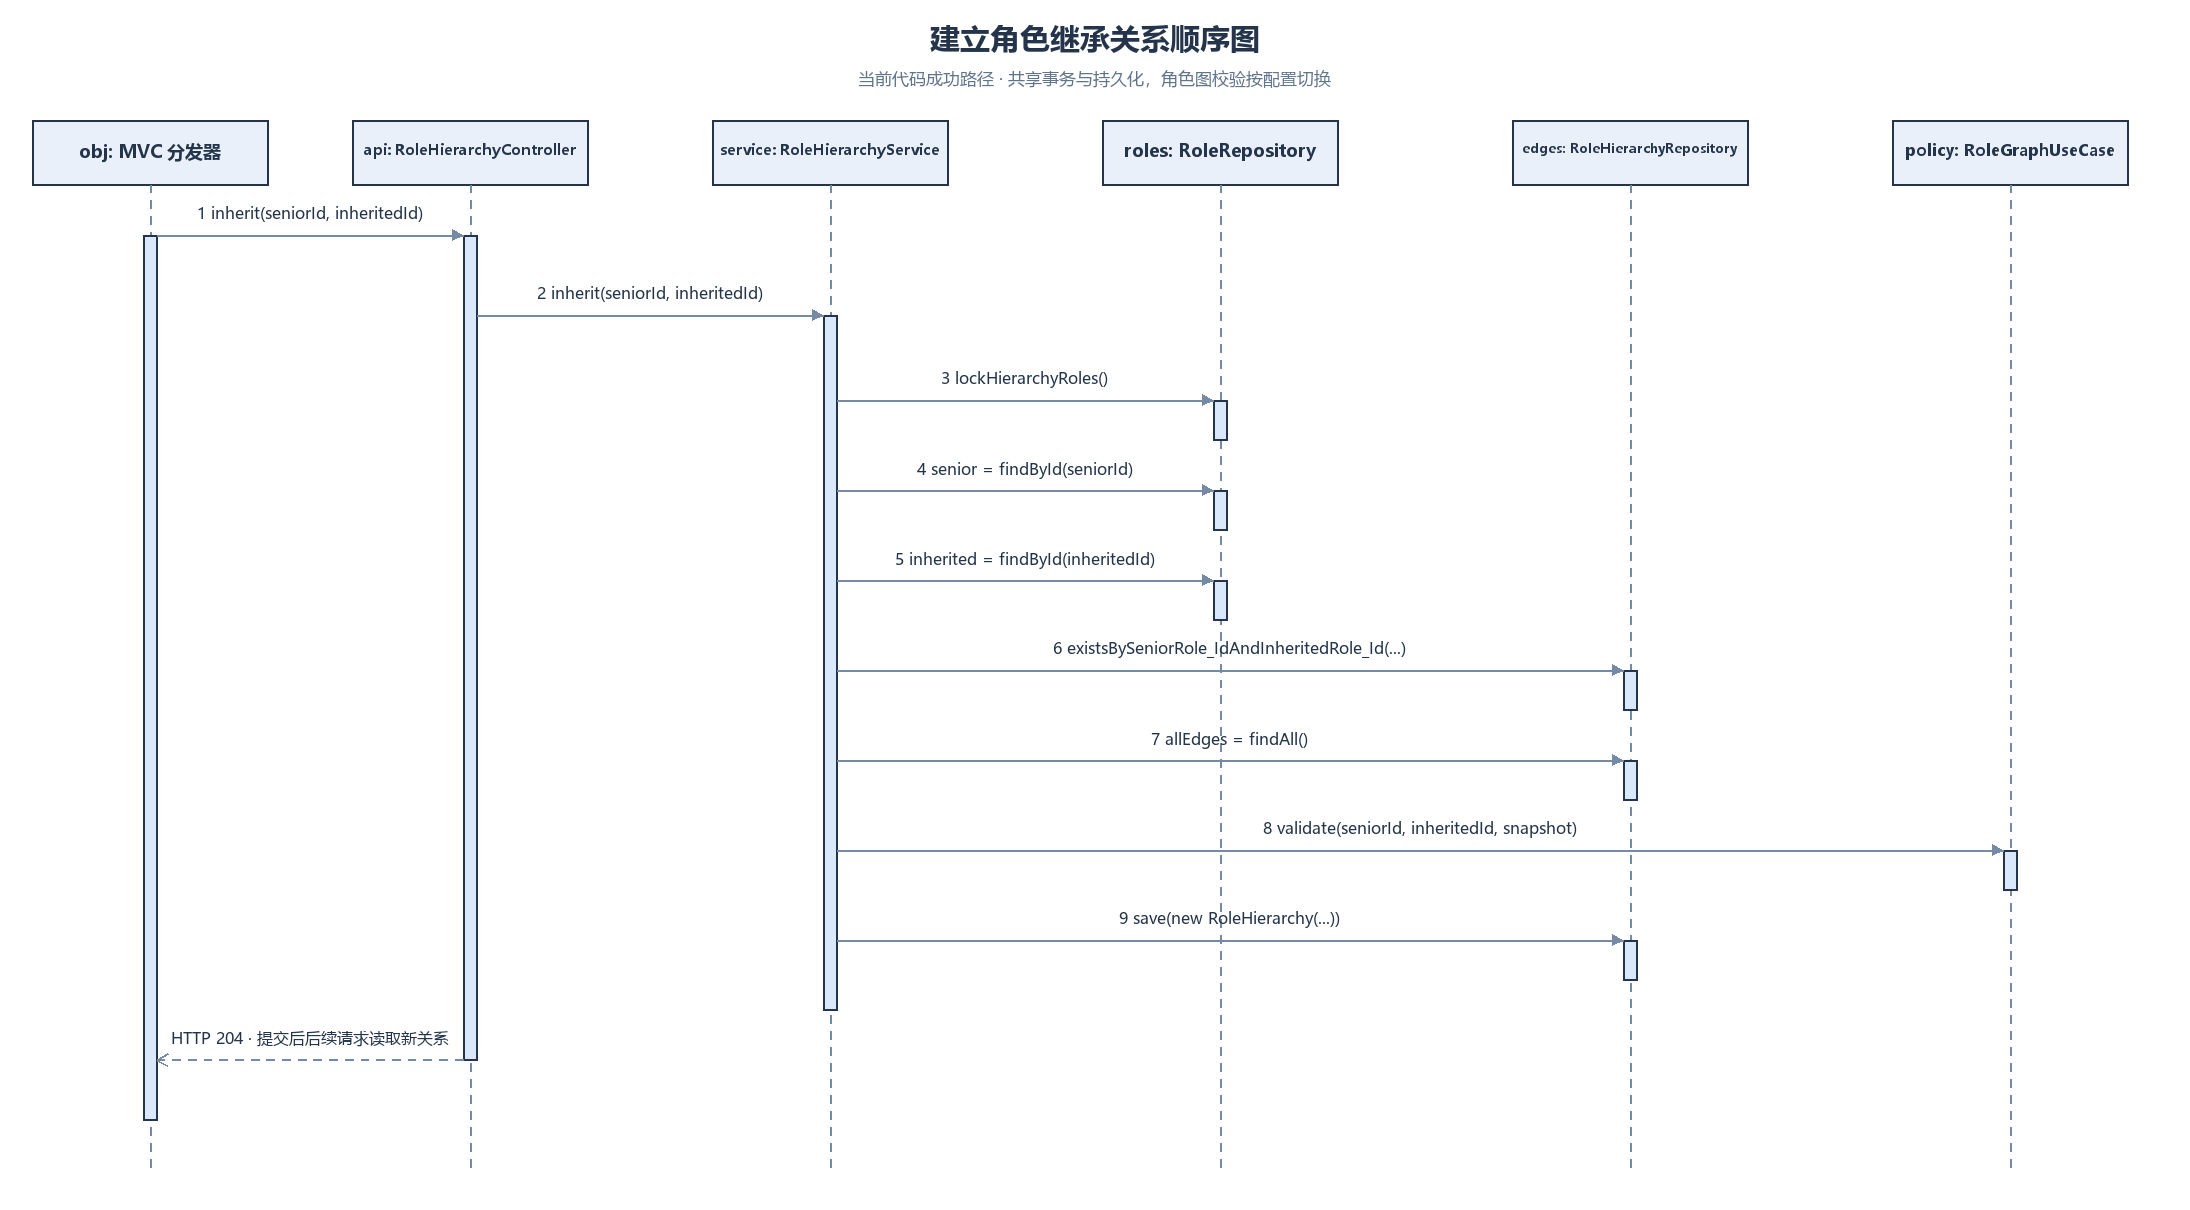 建立角色继承关系顺序图
当前代码成功路径 · 共享事务与持久化，角色图校验按配置切换
obj: MVC 分发器
api: RoleHierarchyController
service: RoleHierarchyService
roles: RoleRepository
edges: RoleHierarchyRepository
policy: RoleGraphUseCase
1 inherit(seniorId, inheritedId)
2 inherit(seniorId, inheritedId)
3 lockHierarchyRoles()
4 senior = findById(seniorId)
5 inherited = findById(inheritedId)
6 existsBySeniorRole_IdAndInheritedRole_Id(...)
7 allEdges = findAll()
8 validate(seniorId, inheritedId, snapshot)
9 save(new RoleHierarchy(...))
HTTP 204 · 提交后后续请求读取新关系